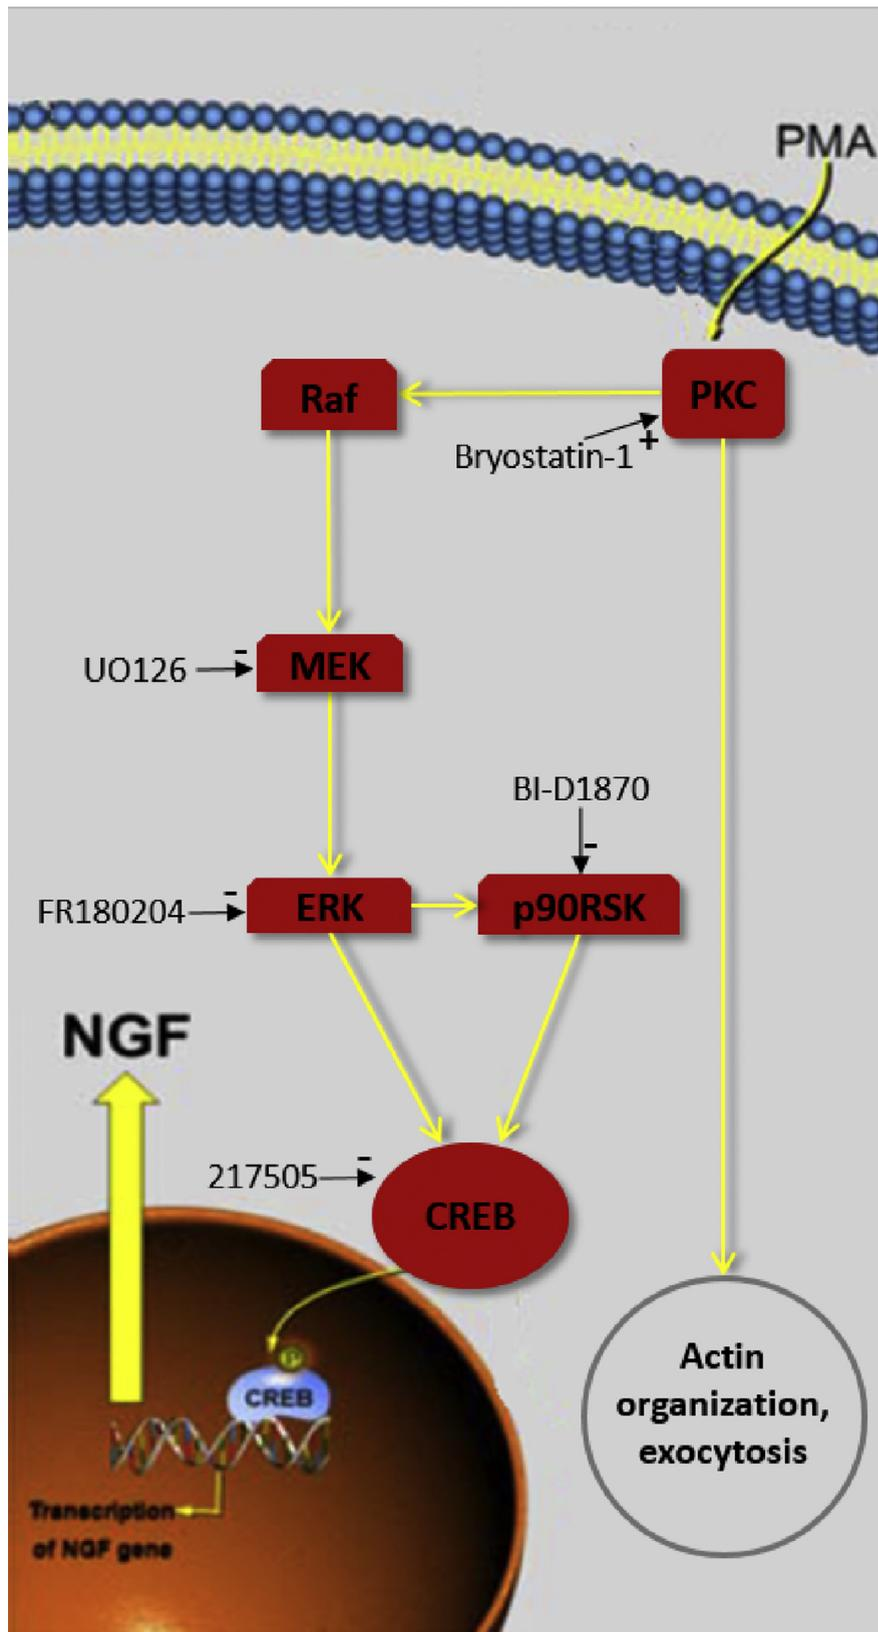 PMA
Raf
PKC
Bryostatin-1
+
UO126
-
MEK
BI-D1870
-
FR180204
-
ERK
p90RSK
NGF
217505
-
CREB
P
CREB
Transcription
of NGF gene
Actin
organization,
exocytosis